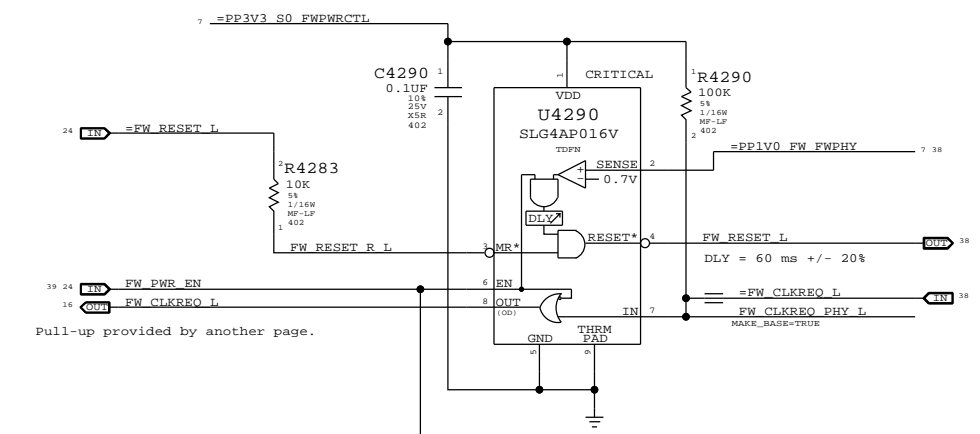 7 =PP3V3_S0_FWPWRCTL
C4290 1
0.1UF
10%
25V
X5R 2
402
1 CRITICAL
VDD
U4290
SLG4AP016V
TDFN
1 R4290
100K
5%
1/16W
MF-LF
2 402
24 IN =FW_RESET_L
2 R4283
10K
5%
1/16W
MF-LF
402
1
=PP1V0_FW_FWPHY 7 38
SENSE 2
+
- 0.7V
DLY
FW_RESET_R_L 3 MR*
RESET* 4 FW_RESET_L OUT 38
DLY = 60 ms +/- 20%
39 24 IN FW_PWR_EN 6 EN
16 OUT FW_CLKREQ_L 8 OUT
(OD)
=FW_CLKREQ_L IN 38
IN 7 FW_CLKREQ_PHY_L
MAKE_BASE=TRUE
Pull-up provided by another page.
GND
THRM
PAD
5 9